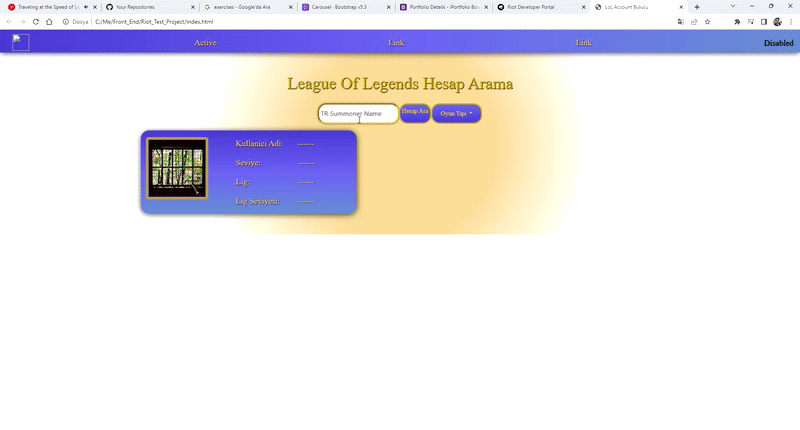 Traveling at the Speed of Li
Your Repositories
exercises - Google'da Ara
Carousel · Bootstrap v5.3
Portfolio Details - iPortfolio Boo
Riot Developer Portal
LoL Account Bulucu
Dosya
C:/Me/Front_End/Riot_Test_Project/index.html
Active
Link
Link
Disabled
League Of Legends Hesap Arama
TR Summoner Name
Hesap Ara
Oyun Tipi
Kullanici Adi:
------
Seviye:
------
Lig:
------
Lig Seviyesi:
------